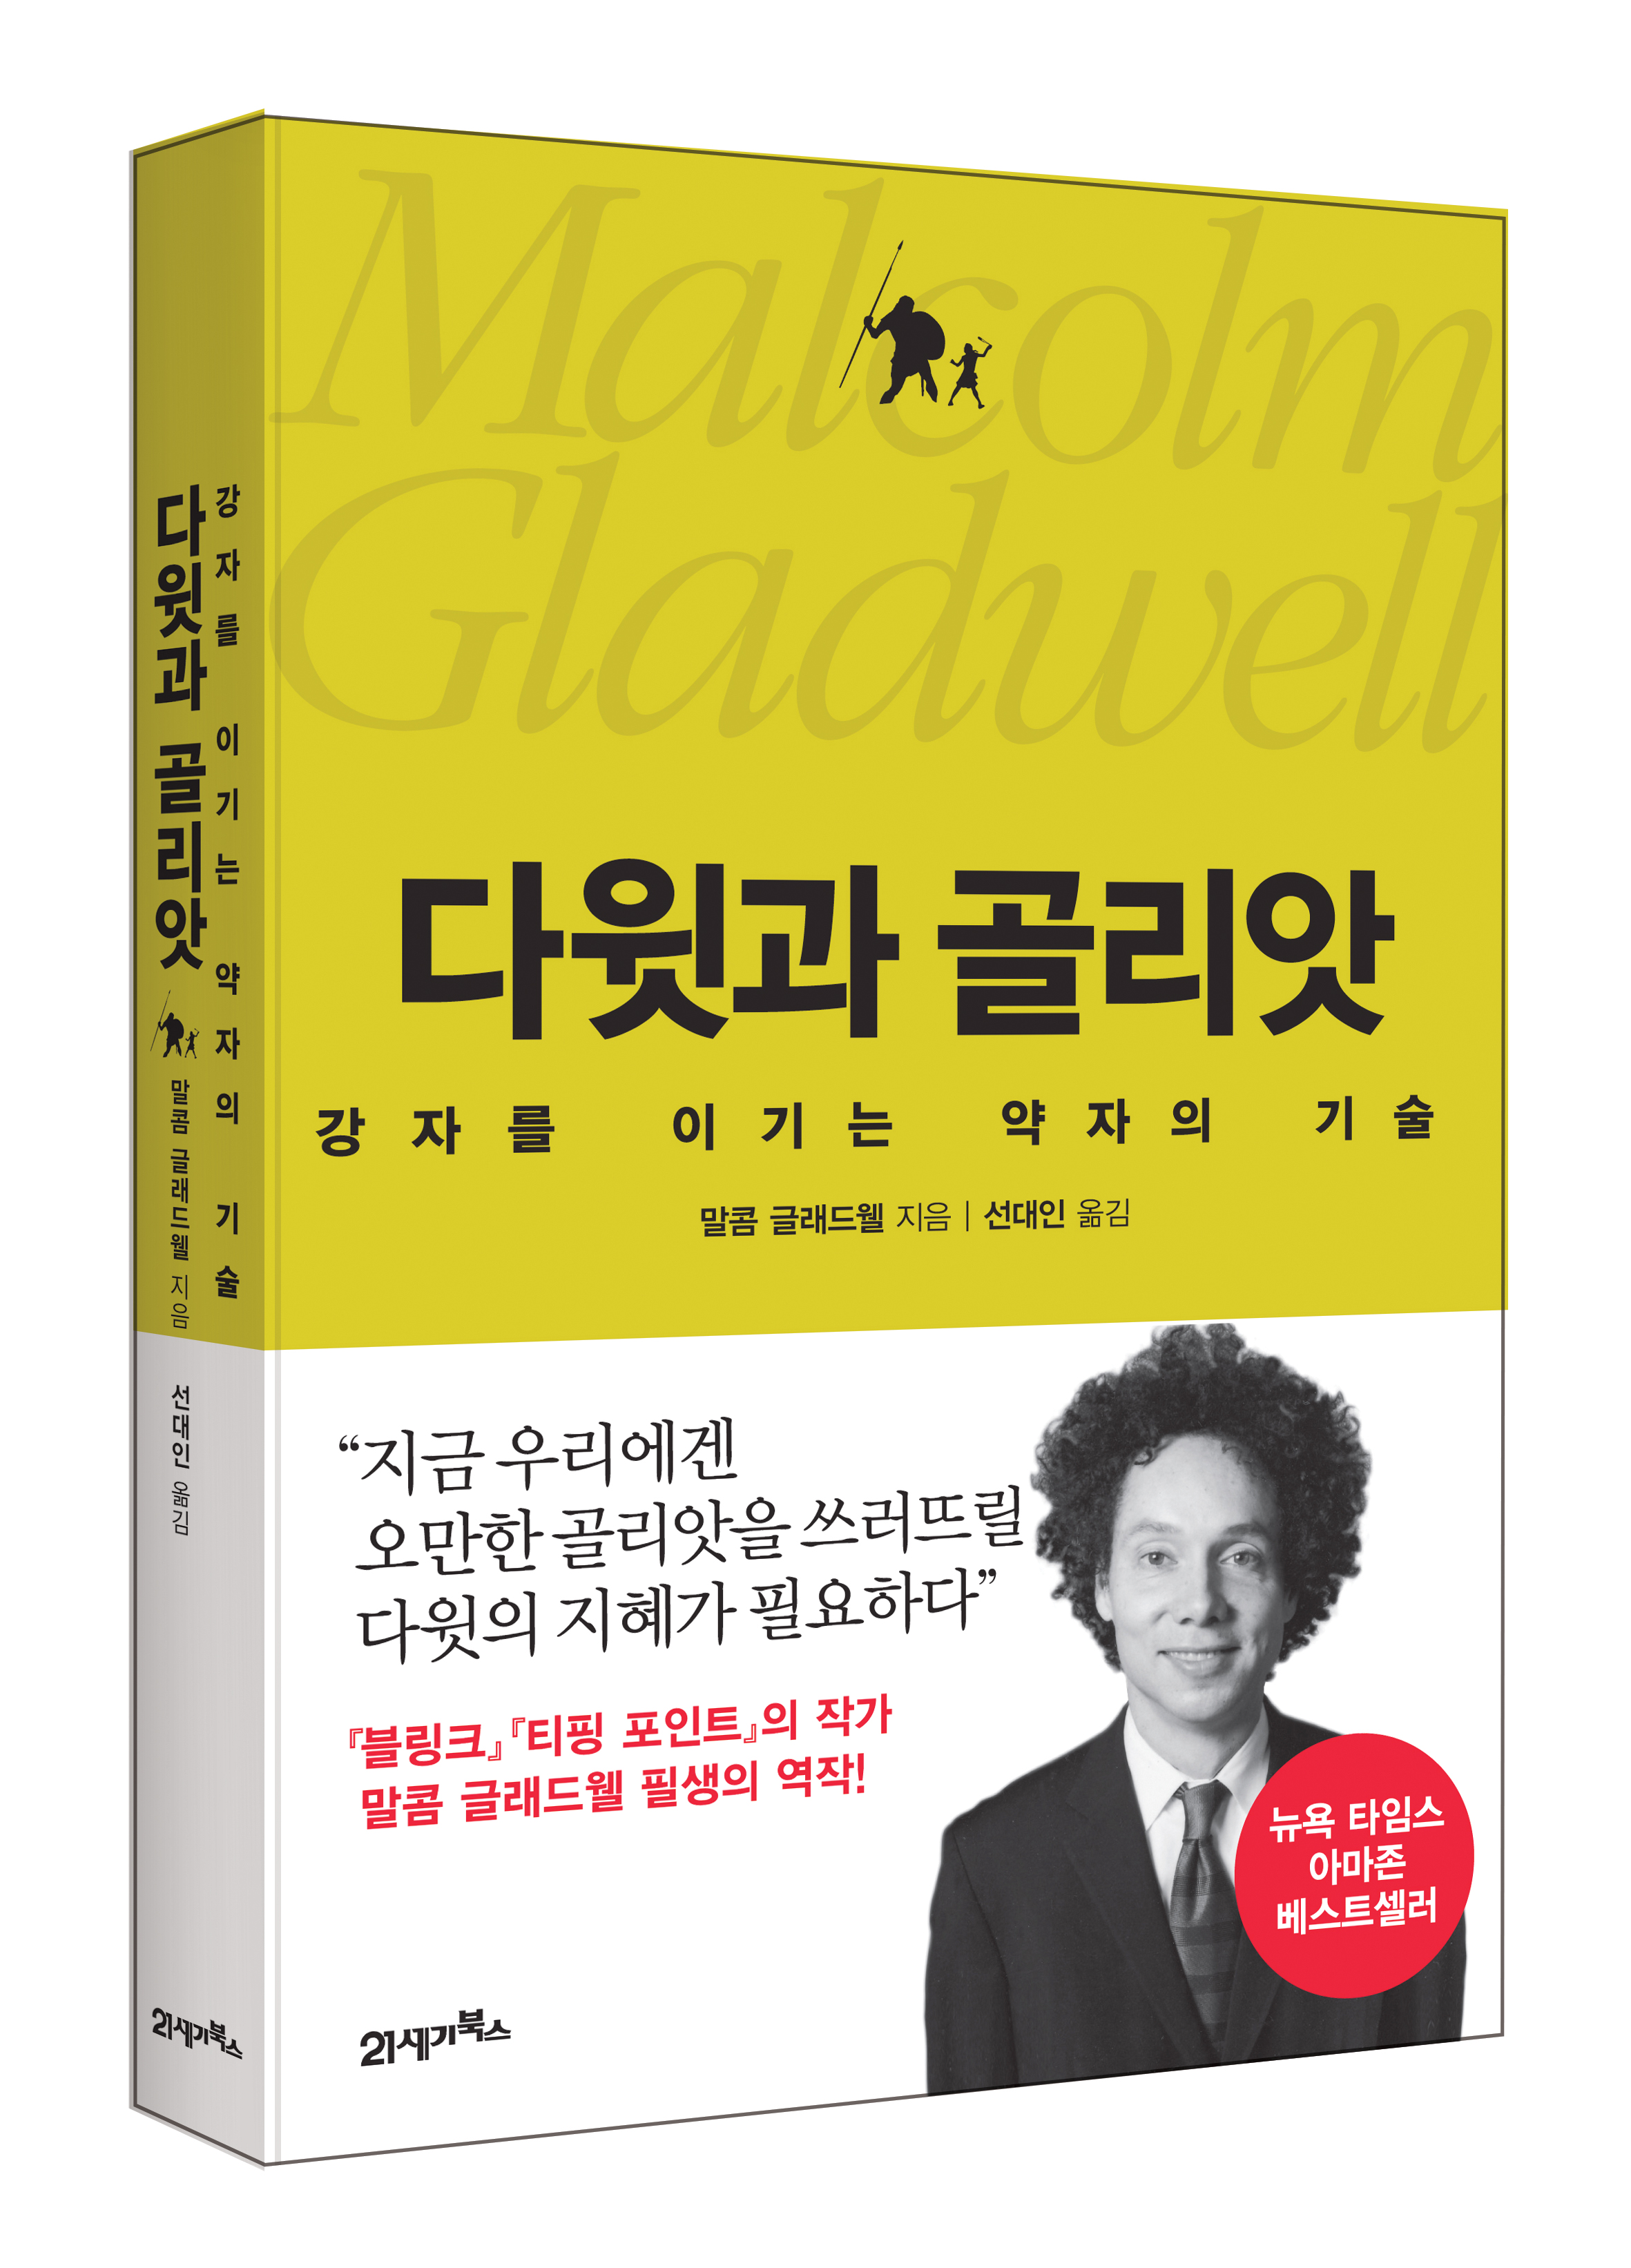 강자를 이기는 약자의 기술
다윗과 골리앗
말콤 글래드웰 지음
선대인 옮김
21세기북스
Malcolm
Gladwell
다윗과 골리앗
강자를 이기는 약자의 기술
말콤 글래드웰 지음 | 선대인 옮김
“지금 우리에겐
오만한 골리앗을 쓰러뜨릴
다윗의 지혜가 필요하다”
『블링크』『티핑 포인트』의 작가
말콤 글래드웰 필생의 역작!
뉴욕 타임스
아마존
베스트셀러
21세기북스